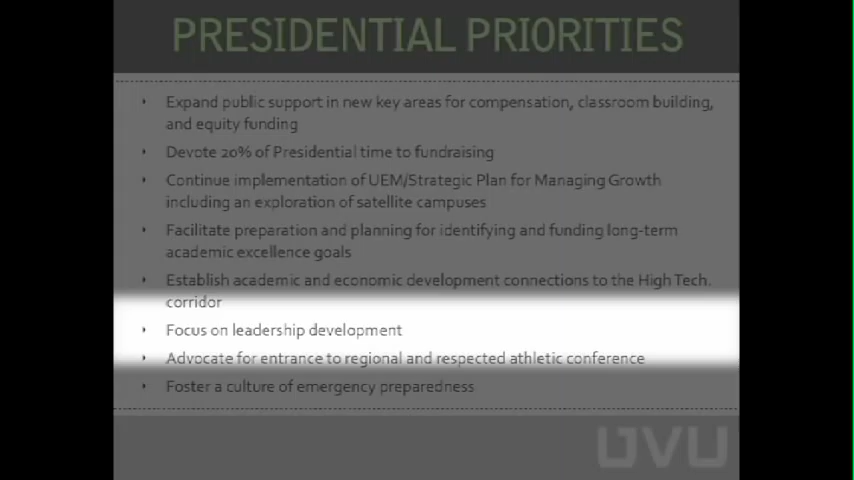 PRESIDENTIAL PRIORITIES
Expand public support in new key areas for compensation, classroom building,
and equity funding
Devote 20% of Presidential time to fundraising
Continue implementation of UEM/Strategic Plan for Managing Growth
including an exploration of satellite campuses
Facilitate preparation and planning for identifying and funding long-term
academic excellence goals
Establish academic and economic development connections to the High Tech.
corridor
Focus on leadership development
Advocate for entrance to regional and respected athletic conference
Foster a culture of emergency preparedness
UVU